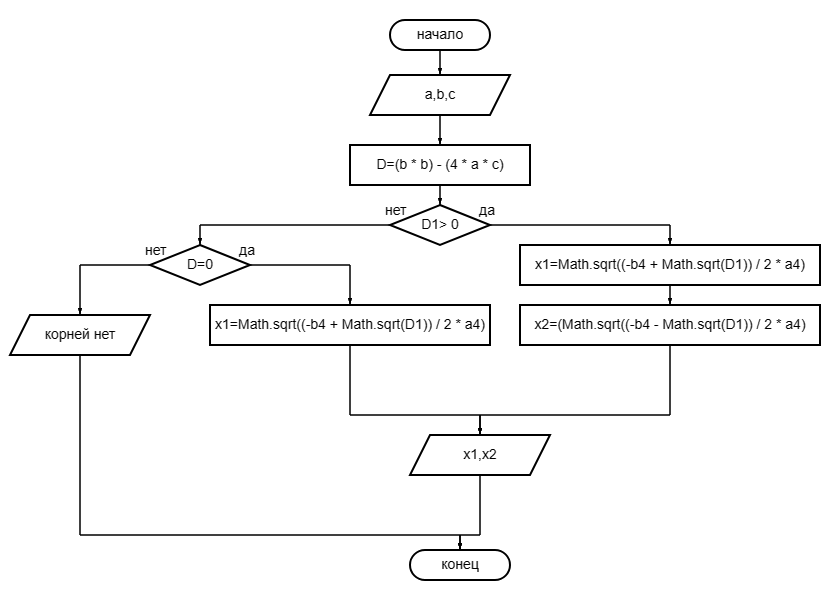 начало
a,b,c
D=(b * b) - (4 * a * c)
нет
D1> 0
да
нет
D=0
да
x1=Math.sqrt((-b4 + Math.sqrt(D1)) / 2 * a4)
корней нет
x1=Math.sqrt((-b4 + Math.sqrt(D1)) / 2 * a4)
x2=(Math.sqrt((-b4 - Math.sqrt(D1)) / 2 * a4)
x1,x2
конец